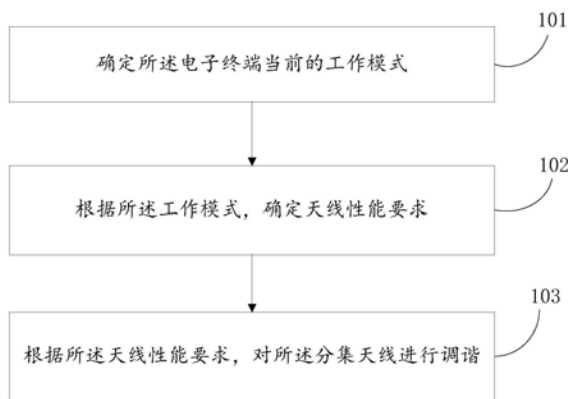 101
确定所述电子终端当前的工作模式
102
根据所述工作模式，确定天线性能要求
103
根据所述天线性能要求，对所述分集天线进行调谐